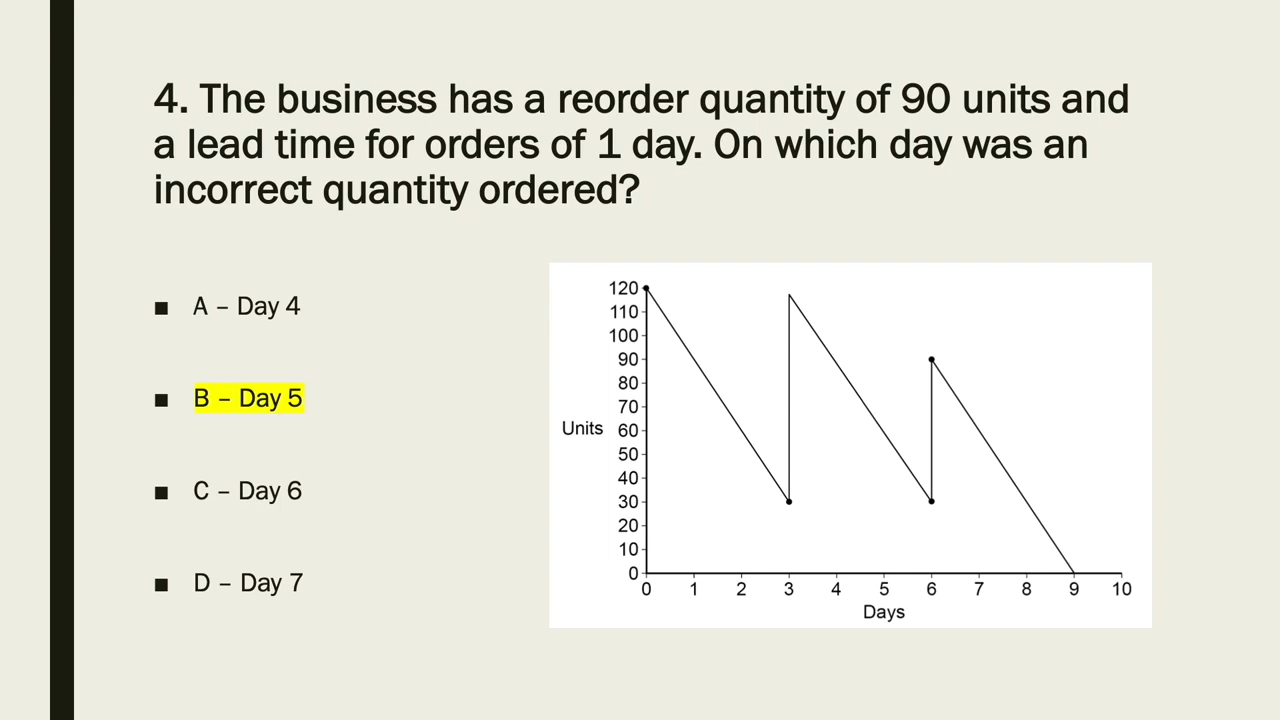 4. The business has a reorder quantity of 90 units and
a lead time for orders of 1 day. On which day was an
incorrect quantity ordered?
■ A – Day 4
■ B – Day 5
■ C – Day 6
■ D – Day 7
120
110
100
90
80
70
Units 60
50
40
30
20
10
0
0 1 2 3 4 5 6 7 8 9 10
Days